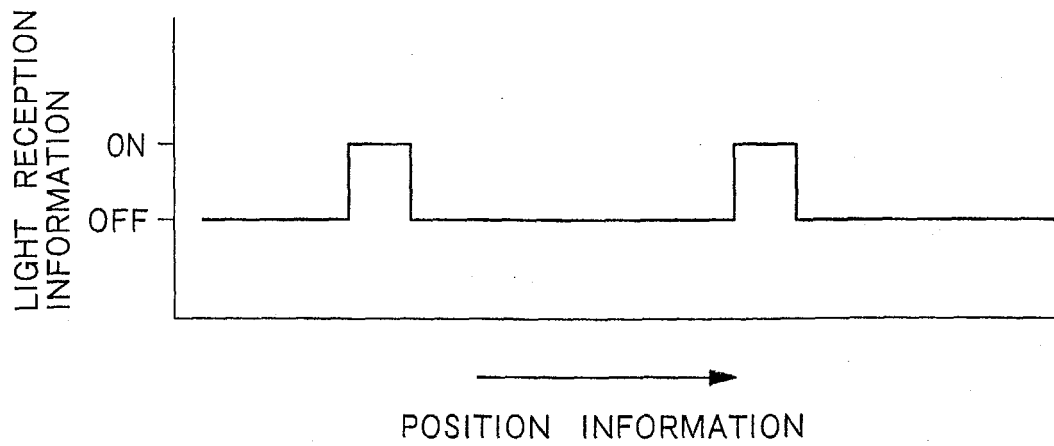 LIGHT RECEPTION
INFORMATION
ON
OFF
POSITION INFORMATION